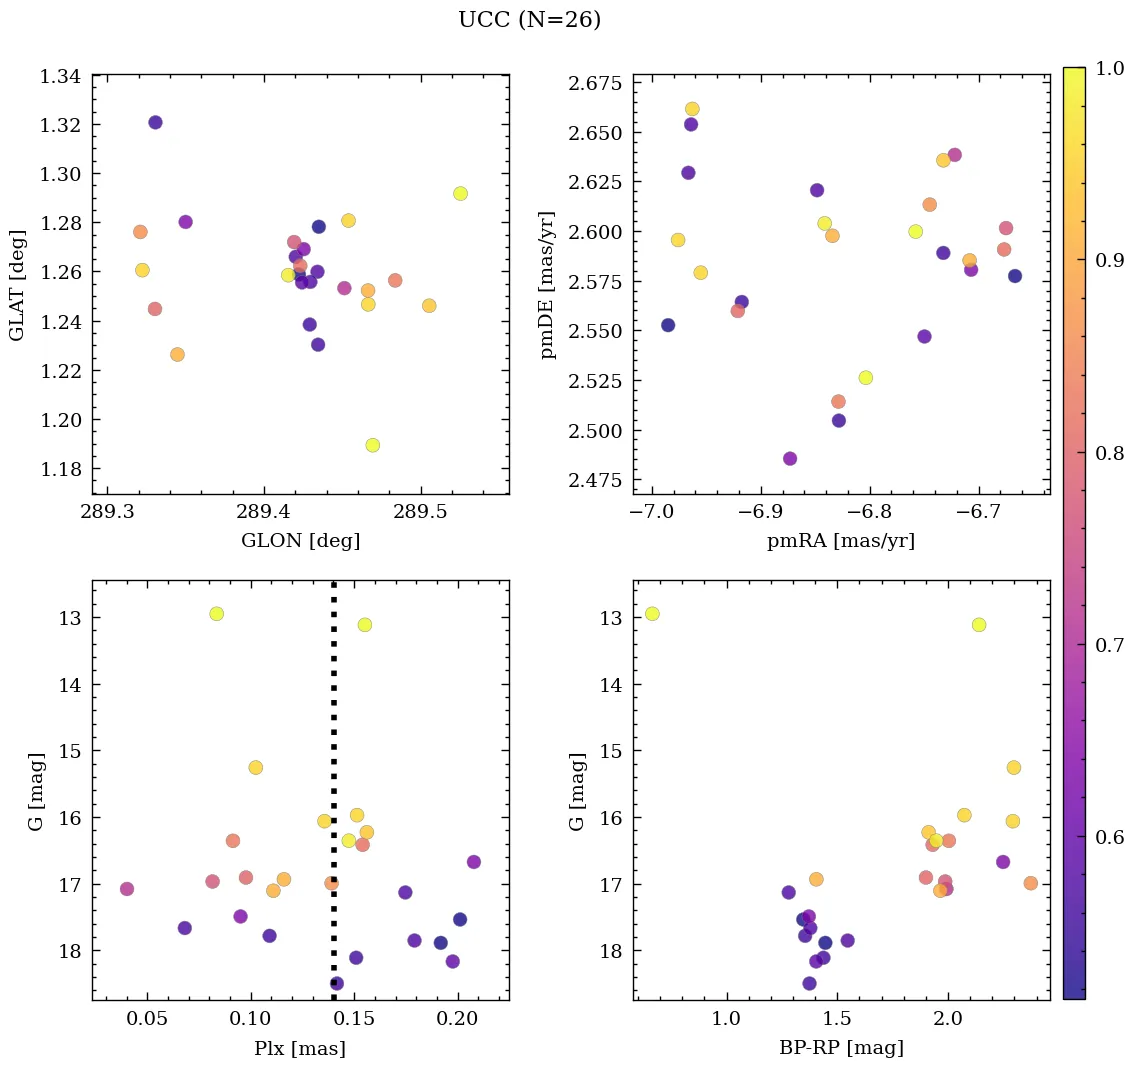 UCC (N=26)
1.34
1.32
1.30
1.28
1.26
1.24
1.22
1.20
1.18
GLAT [deg]
289.3 289.4 289.5
GLON [deg]
2.675
2.650
2.625
2.600
2.575
2.550
2.525
2.500
2.475
pmDE [mas/yr]
−7.0 −6.9 −6.8 −6.7
pmRA [mas/yr]
13
14
15
16
17
18
G [mag]
0.05 0.10 0.15 0.20
Plx [mas]
13
14
15
16
17
18
G [mag]
1.0 1.5 2.0
BP-RP [mag]
1.0
0.9
0.8
0.7
0.6